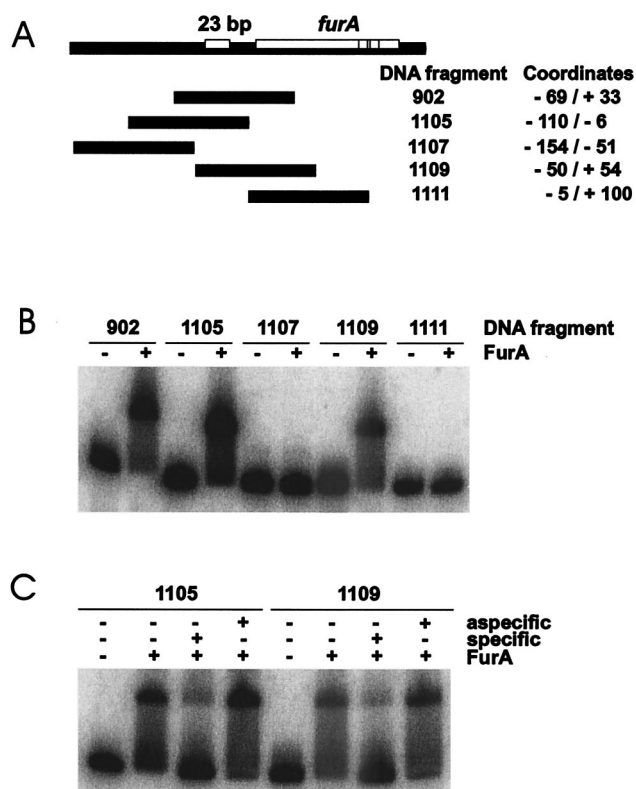 A
23 bp furA
DNA fragment Coordinates
902 - 69 / + 33
1105 - 110 / - 6
1107 - 154 / - 51
1109 - 50 / + 54
1111 - 5 / + 100
B
902 1105 1107 1109 1111 DNA fragment
- + - + - + - + - + FurA
C
1105 1109
- - - + - - - + aspecific
- - + - - - + - specific
- + + + - + + + FurA